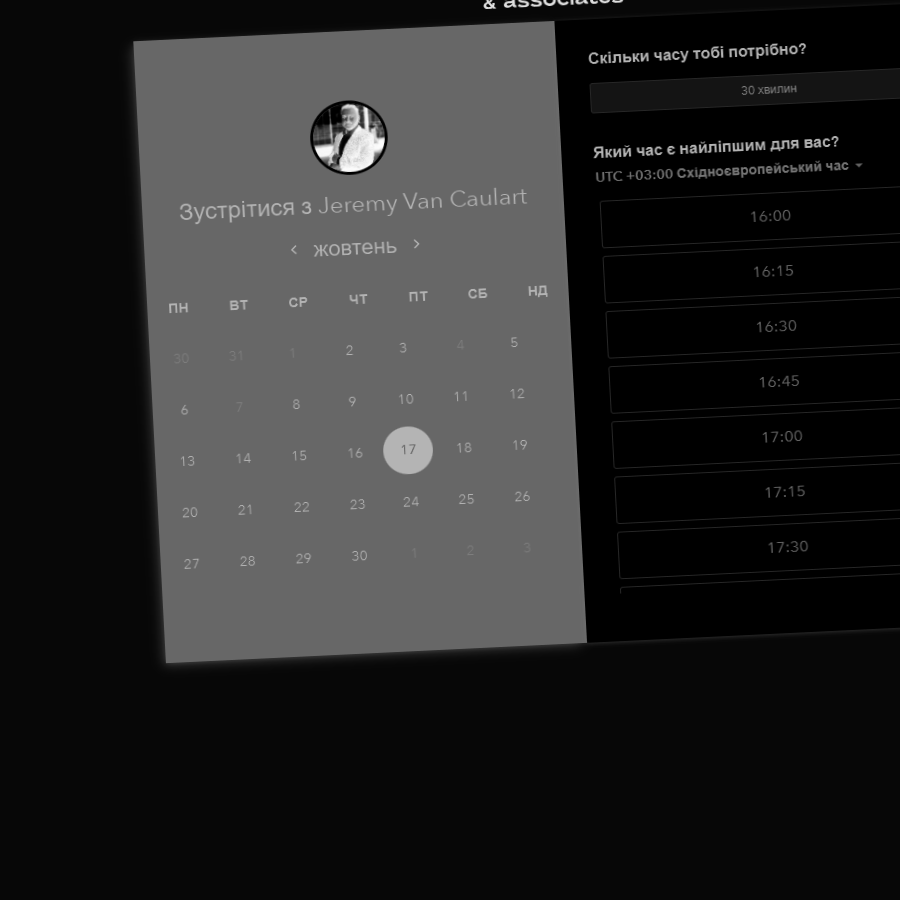 & associates
Зустрітися з Jeremy Van Caulart
жовтень
ПН ВТ СР ЧТ ПТ СБ НД
30 31 1 2 3 4 5
6 7 8 9 10 11 12
13 14 15 16 17 18 19
20 21 22 23 24 25 26
27 28 29 30 1 2 3
Скільки часу тобі потрібно?
30 хвилин
Який час є найліпшим для вас?
UTC +03:00 Східноєвропейський час
16:00
16:15
16:30
16:45
17:00
17:15
17:30